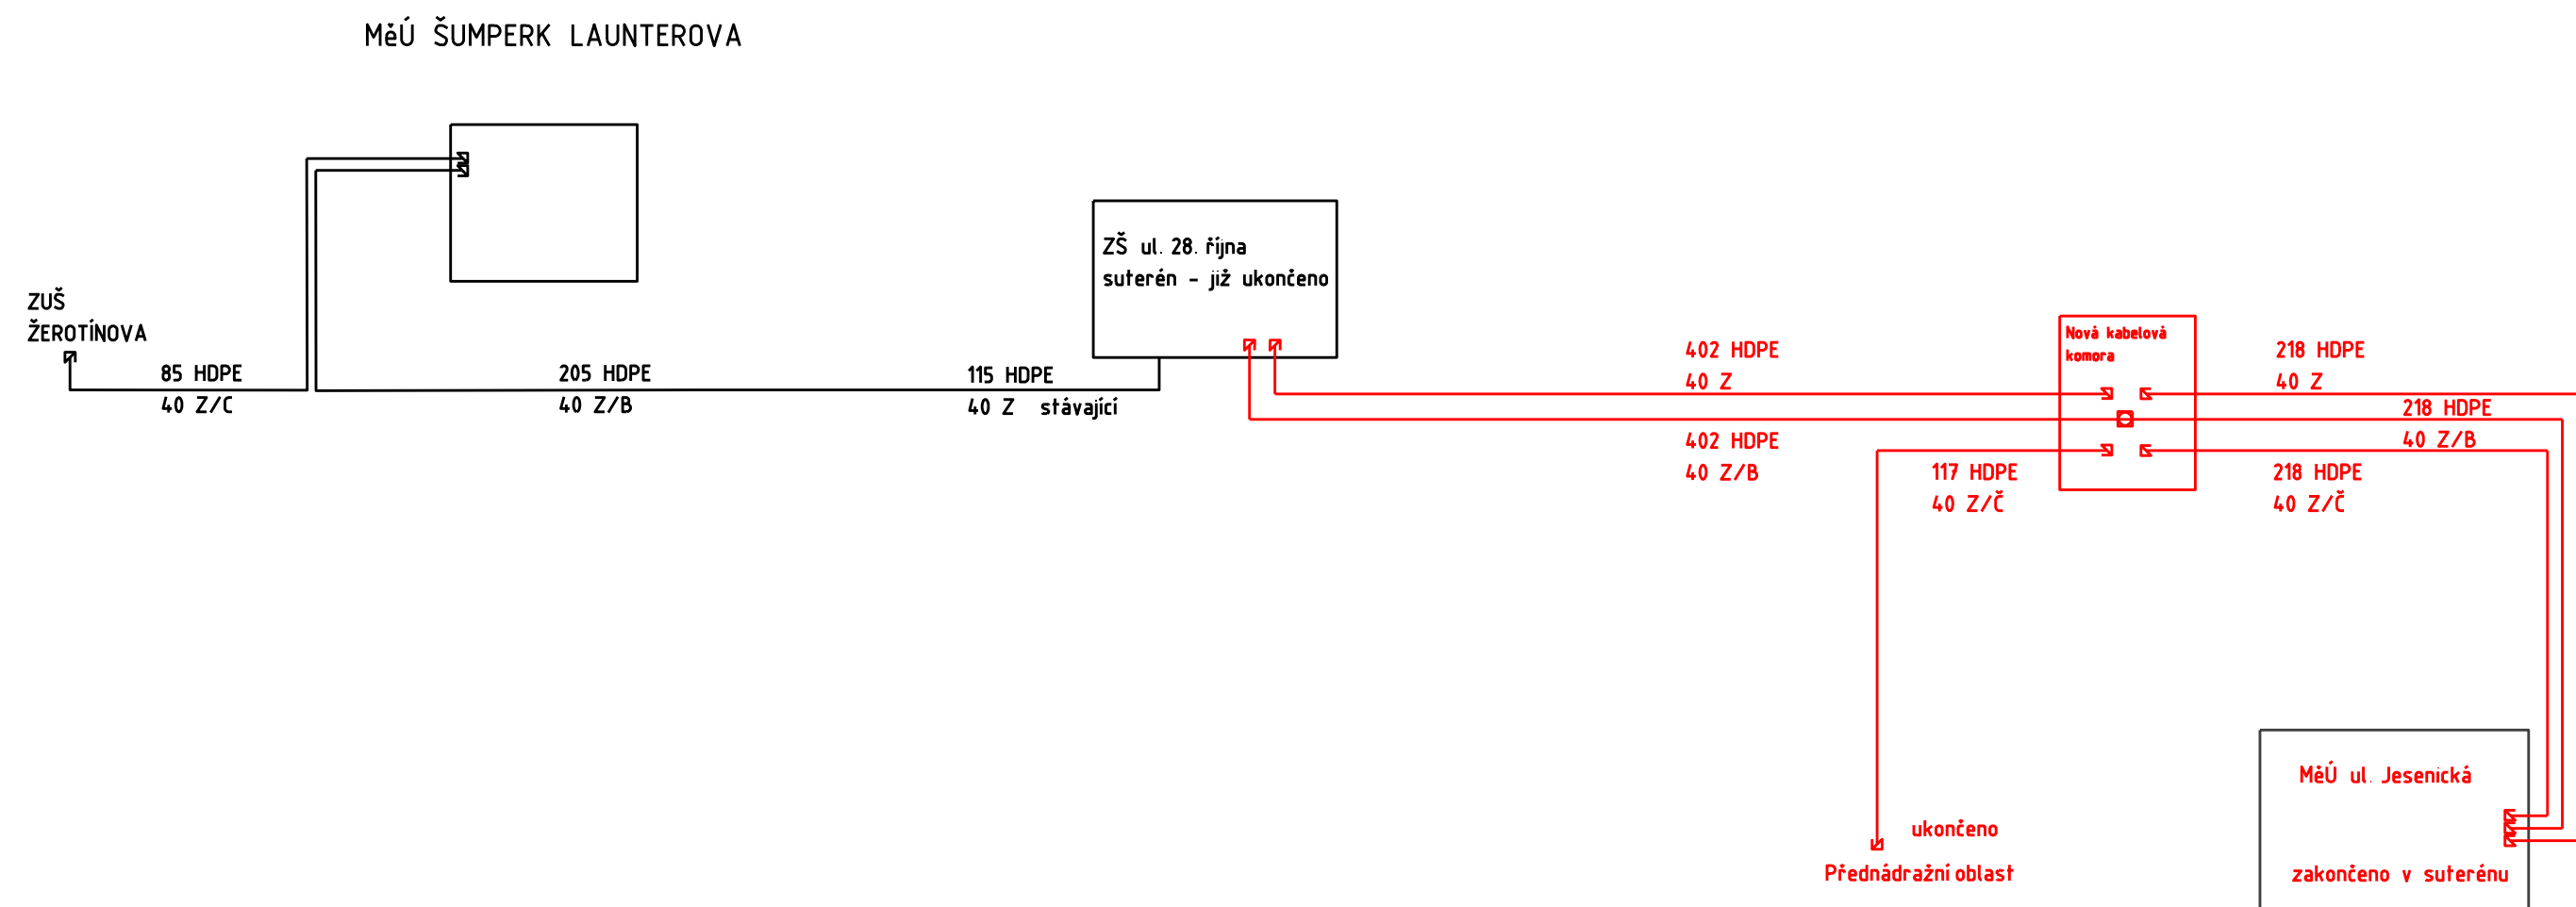 MěÚ ŠUMPERK LAUNTEROVA
ZUŠ
ŽEROTÍNOVA
85 HDPE
40 Z/C
205 HDPE
40 Z/B
115 HDPE
40 Z stávající
ZŠ ul. 28. října
suterén - již ukončeno
402 HDPE
40 Z
402 HDPE
40 Z/B
Nová kabelová
komora
117 HDPE
40 Z/Č
218 HDPE
40 Z
218 HDPE
40 Z/B
218 HDPE
40 Z/Č
ukončeno
Přednádražní oblast
MěÚ ul. Jesenická
zakončeno v suterénu